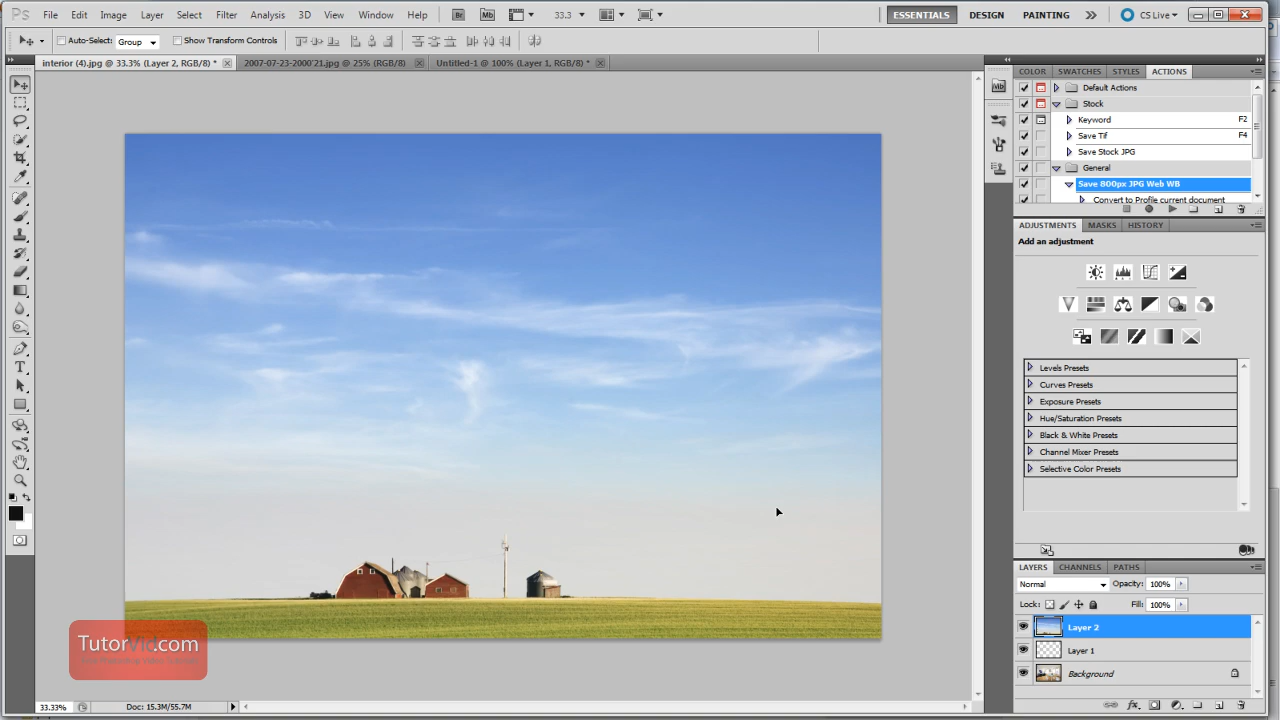 Ps File Edit Image Layer Select Filter Analysis 3D View Window Help Br Mb 33.3 ESSENTIALS DESIGN PAINTING CS Live
Auto-Select: Group Show Transform Controls
interior (4).jpg @ 33.3% (Layer 2, RGB/8) * 2007-07-23-2000'21.jpg @ 25% (RGB/8) Untitled-1 @ 100% (Layer 1, RGB/8) *
COLOR SWATCHES STYLES ACTIONS
Default Actions
Stock
Keyword F2
Save Tif F4
Save Stock JPG
General
Save 800px JPG Web WB
Convert to Profile current document
ADJUSTMENTS MASKS HISTORY
Add an adjustment
Levels Presets
Curves Presets
Exposure Presets
Hue/Saturation Presets
Black & White Presets
Channel Mixer Presets
Selective Color Presets
LAYERS CHANNELS PATHS
Normal Opacity: 100%
Lock: Fill: 100%
Layer 2
Layer 1
Background
TutorVid.com
33.33% Doc: 15.3M/55.7M